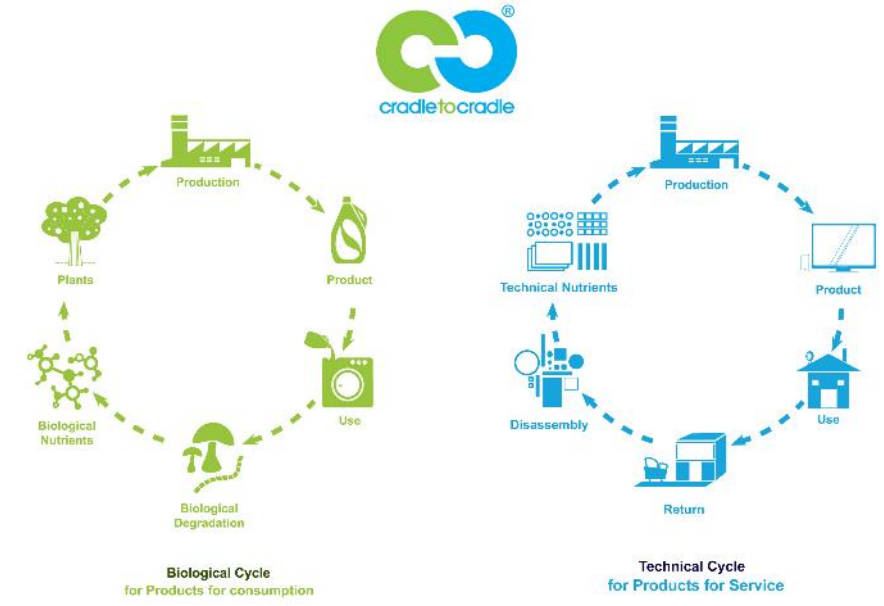 ®
cradletocradle
Production
Plants
Product
Biological
Nutrients
Use
Biological
Degradation
Biological Cycle
for Products for consumption
Production
Technical Nutrients
Product
Disassembly
Use
Return
Technical Cycle
for Products for Service